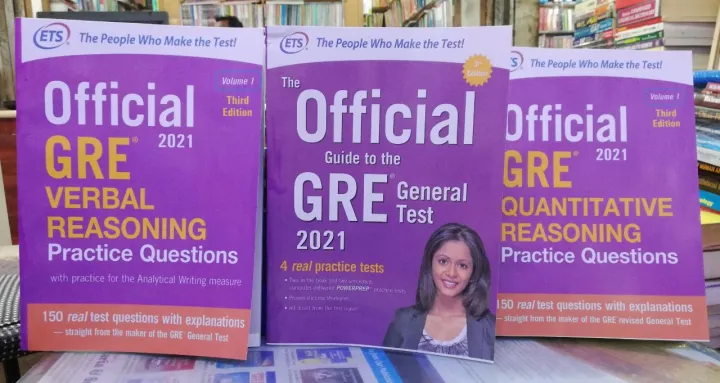 ETS The People Who Make the Test!
Volume 1
Third
Edition
Official
2021
GRE®
VERBAL
REASONING
Practice Questions
with practice for the Analytical Writing measure
150 real test questions with explanations
— straight from the maker of the GRE® General Test
ETS The People Who Make the Test!
Edition
The
Official
Guide to the
GRE® General
Test
2021
4 real practice tests
The People Who Make the Test!
Volume 1
Third
Edition
Official
2021
GRE®
QUANTITATIVE
REASONING
Practice Questions
150 real test questions with explanations
— straight from the maker of the GRE revised General Test